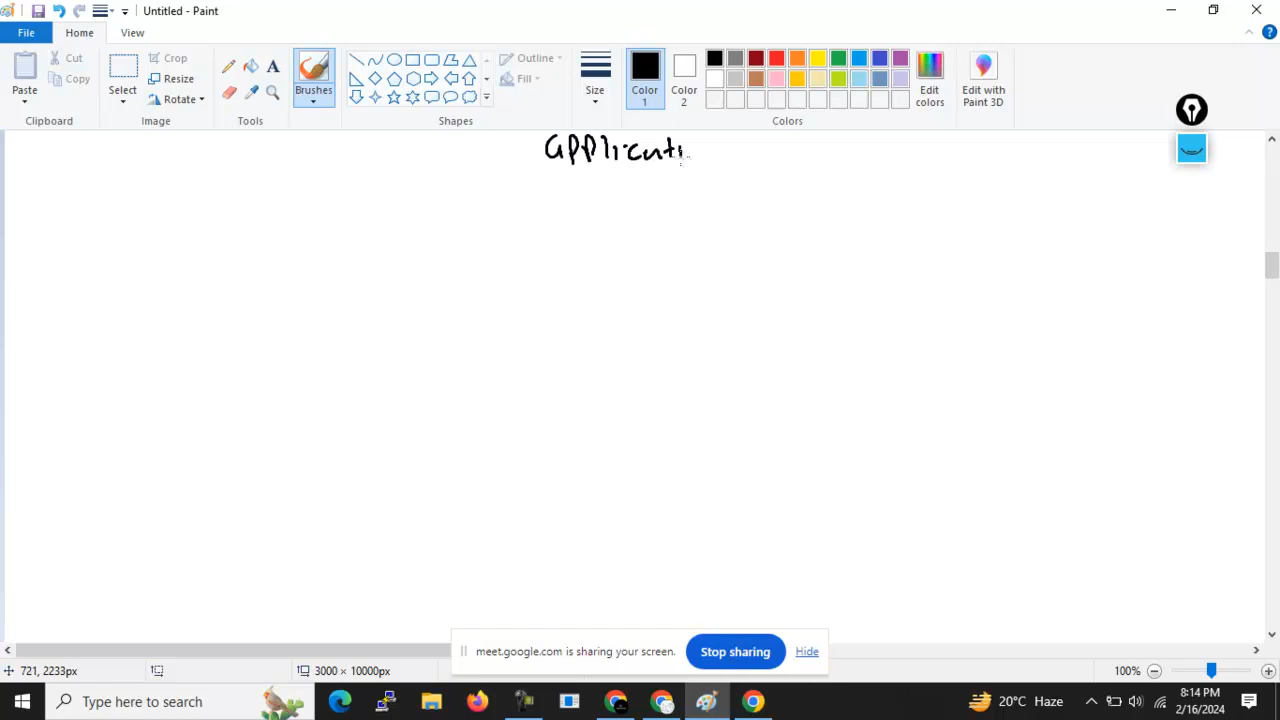 Untitled - Paint
File Home View
Paste Cut Copy Select Crop Resize Rotate Brushes Outline Fill Size Color 1 Color 2 Edit colors Edit with Paint 3D
Clipboard Image Tools Shapes Colors
applicati
meet.google.com is sharing your screen. Stop sharing Hide
721, 2233px 3000 × 10000px 100%
Type here to search 20°C Haze 8:14 PM
2/16/2024